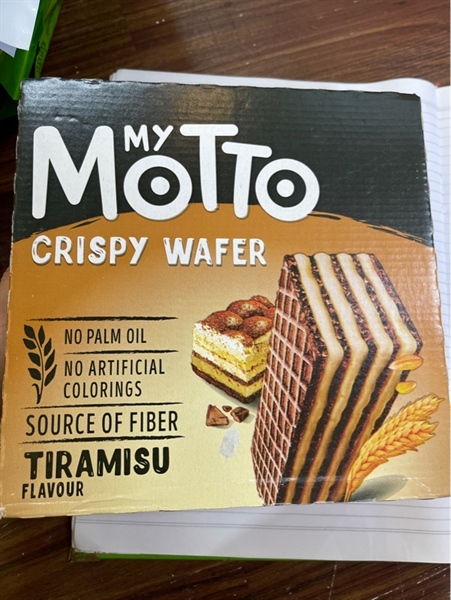 MY
MOTTO
CRISPY WAFER
NO PALM OIL
NO ARTIFICIAL
COLORINGS
SOURCE OF FIBER
TIRAMISU
FLAVOUR